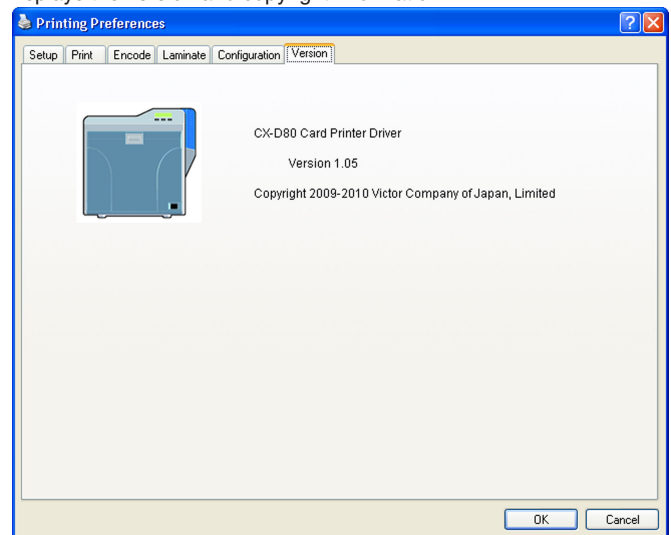 Printing Preferences
Setup Print Encode Laminate Configuration Version
CX-D80 Card Printer Driver
Version 1.05
Copyright 2009-2010 Victor Company of Japan, Limited
OK Cancel